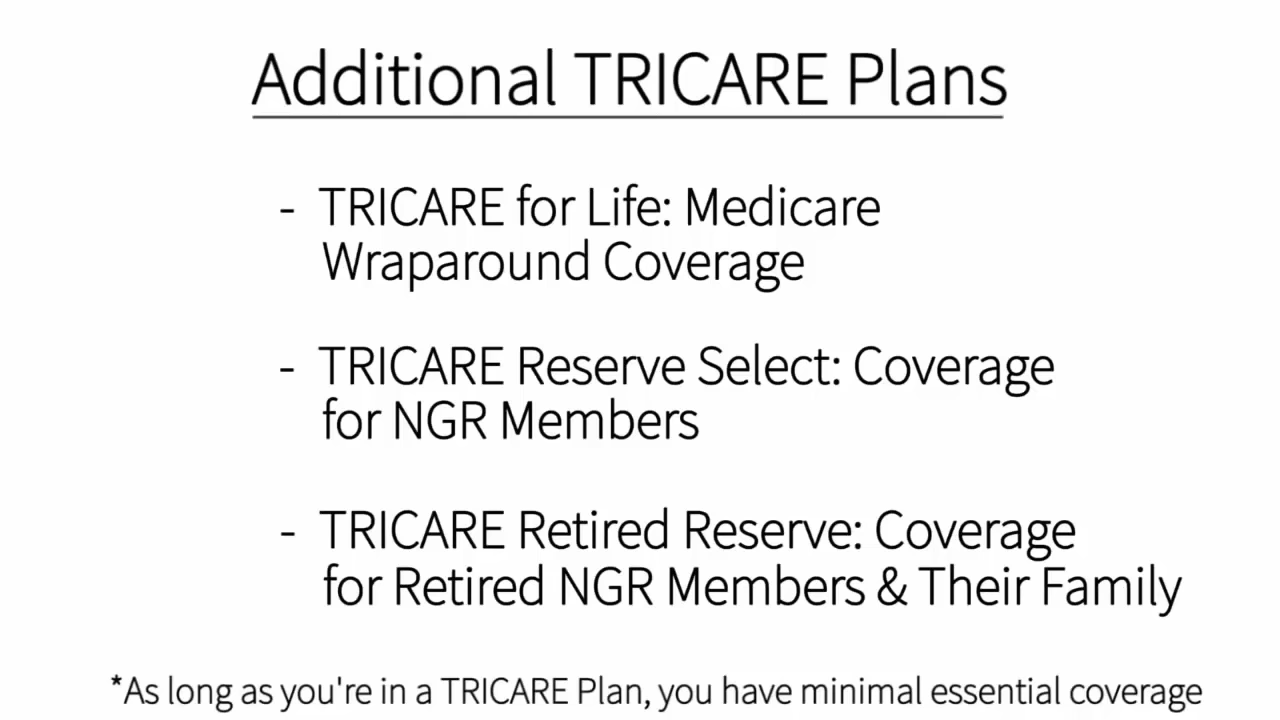 Additional TRICARE Plans
- TRICARE for Life: Medicare
Wraparound Coverage
- TRICARE Reserve Select: Coverage
for NGR Members
- TRICARE Retired Reserve: Coverage
for Retired NGR Members & Their Family
*As long as you're in a TRICARE Plan, you have minimal essential coverage